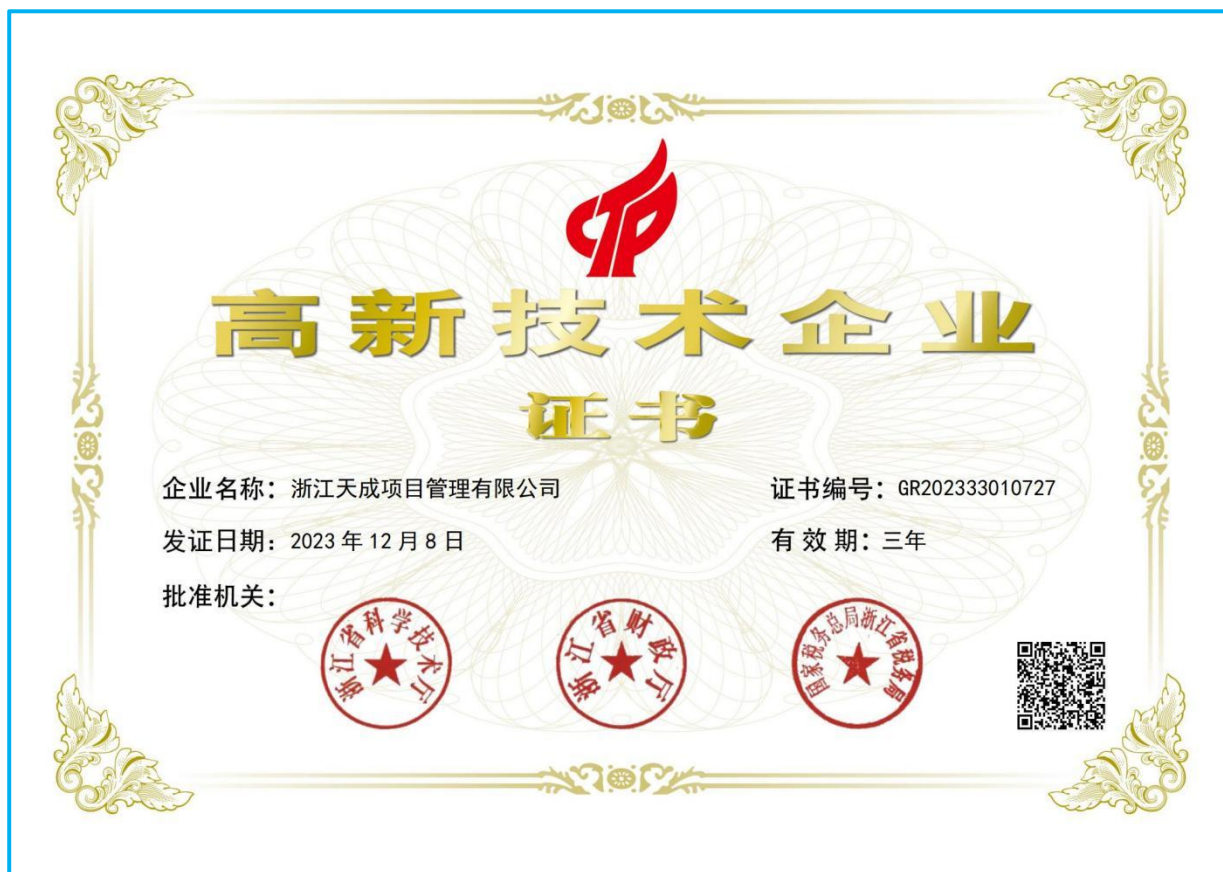 高新技术企业
证书
企业名称：浙江天成项目管理有限公司
证书编号：GR202333010727
发证日期：2023年12月8日
有效期：三年
批准机关：
浙江省科学技术厅
浙江省财政厅
国家税务总局浙江省税务局